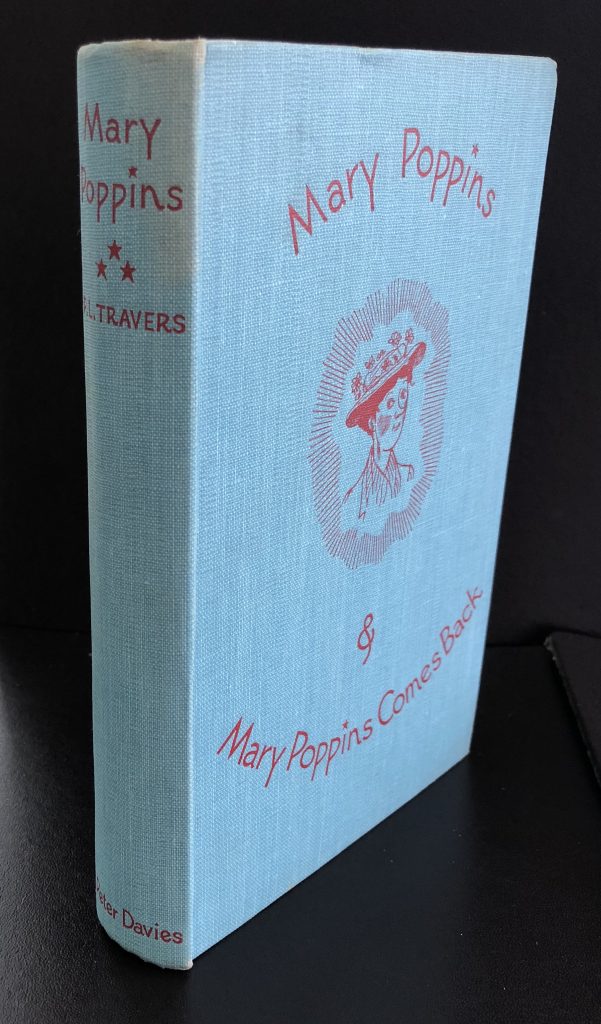 Mary
Poppins
P.L. TRAVERS
Peter Davies
Mary Poppins
&
Mary Poppins Comes Back